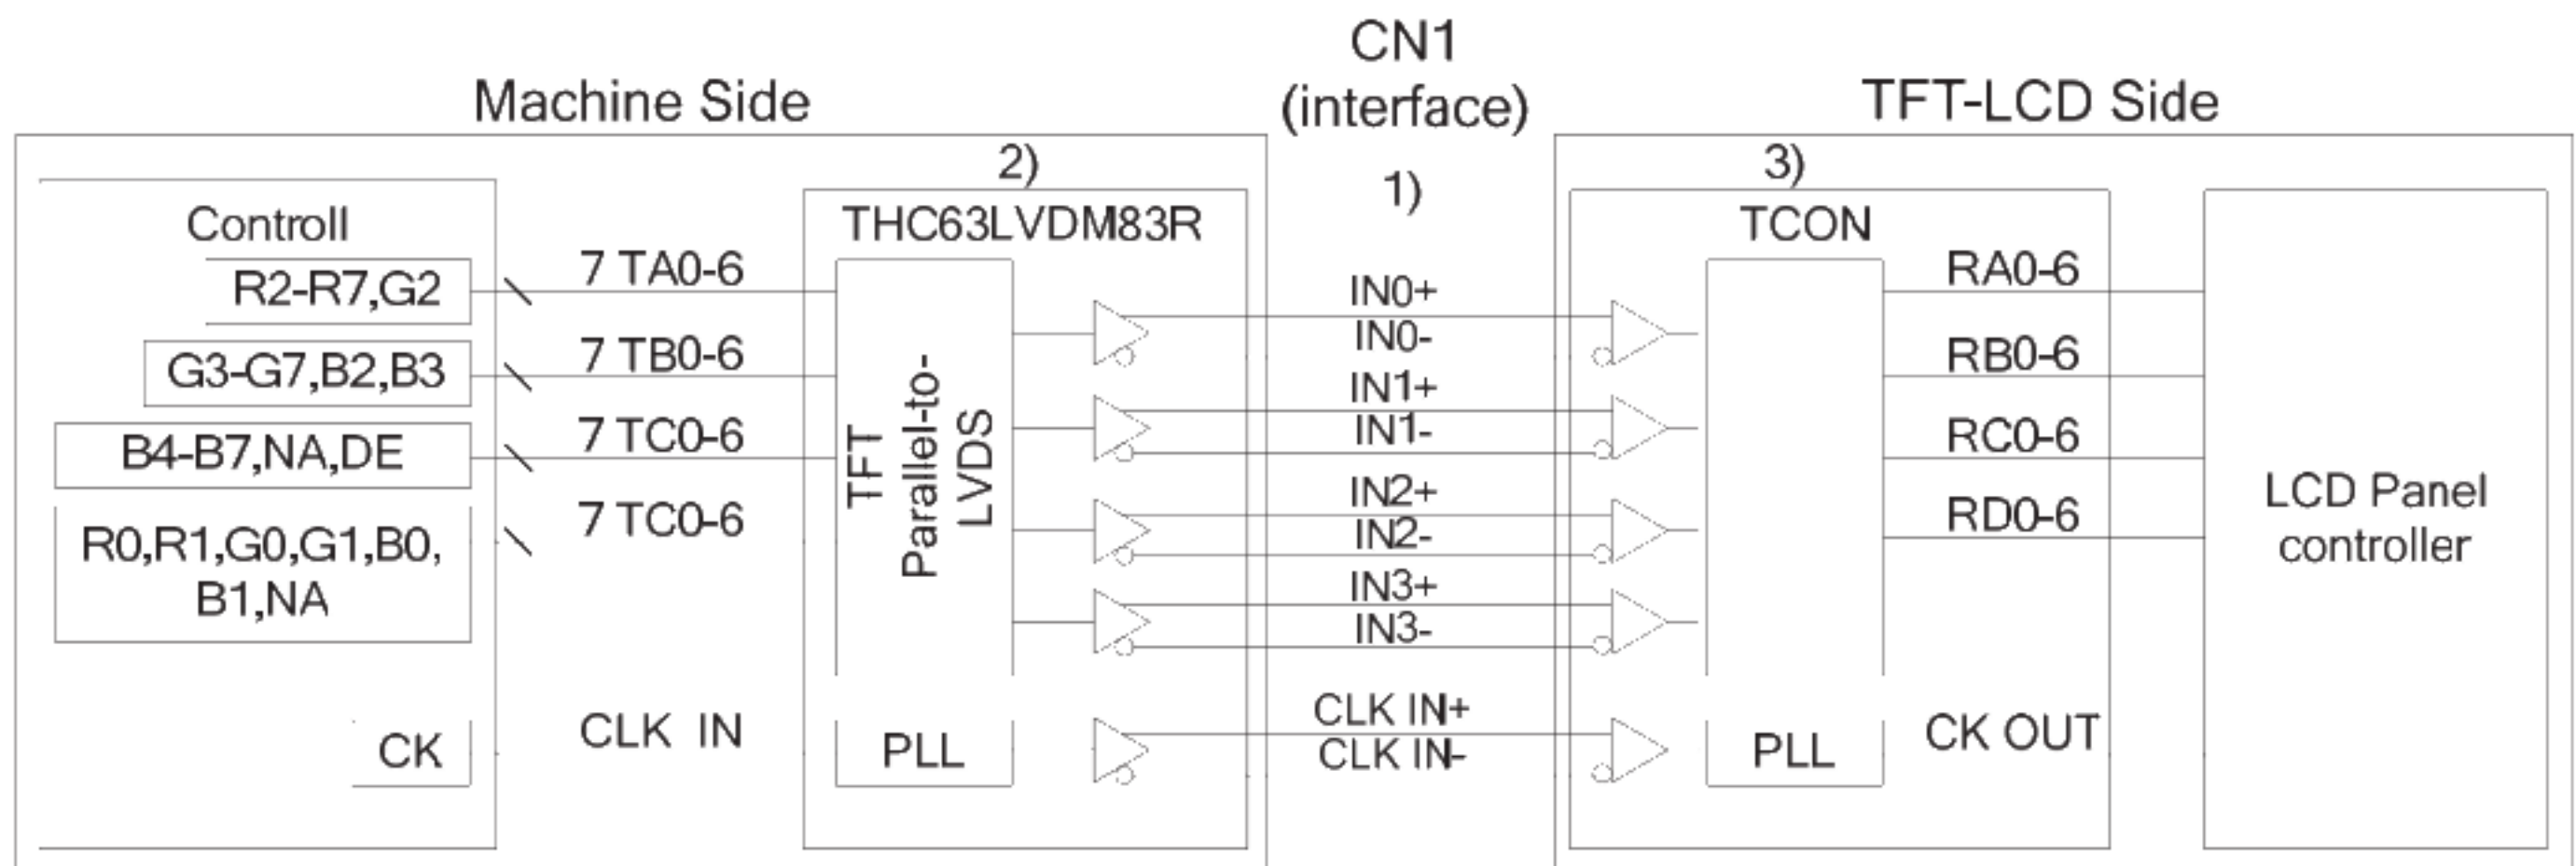 CN1
(interface)
1)
Machine Side
TFT-LCD Side
Controll
R2-R7,G2
G3-G7,B2,B3
B4-B7,NA,DE
R0,R1,G0,G1,B0,
B1,NA
CK
7 TA0-6
7 TB0-6
7 TC0-6
7 TC0-6
CLK IN
2)
THC63LVDM83R
TFT
Parallel-to-
LVDS
PLL
IN0+
IN0-
IN1+
IN1-
IN2+
IN2-
IN3+
IN3-
CLK IN+
CLK IN-
3)
TCON
PLL
RA0-6
RB0-6
RC0-6
RD0-6
CK OUT
LCD Panel
controller